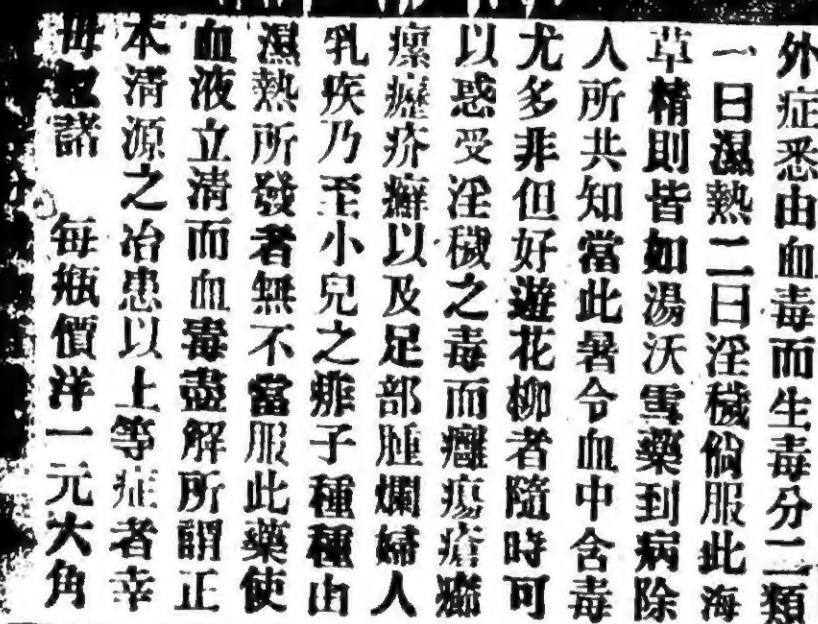 外症悉由血毒而生毒分二類
一曰濕熱二曰淫穢倘服此海
草精則皆如湯沃雪藥到病除
人所共知當此暑令血中含毒
尤多非但好遊花柳者隨時可
以惑受淫穢之毒而癰瘍瘡
瘰癧疥癬以及足部腫爛婦人
乳疾乃至小兒之痱子種種由
濕熱所發者無不當服此藥使
血液立清而血毒盡解所謂正
本清源之治患以上等症者幸
毋忽諸 每瓶價洋一元大角